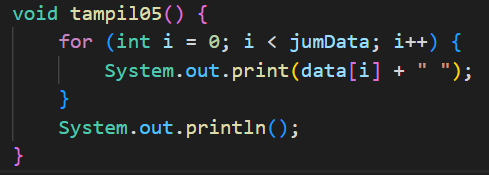 void tampil05() {
    for (int i = 0; i < jumData; i++) {
        System.out.print(data[i] + " ");
    }
    System.out.println();
}